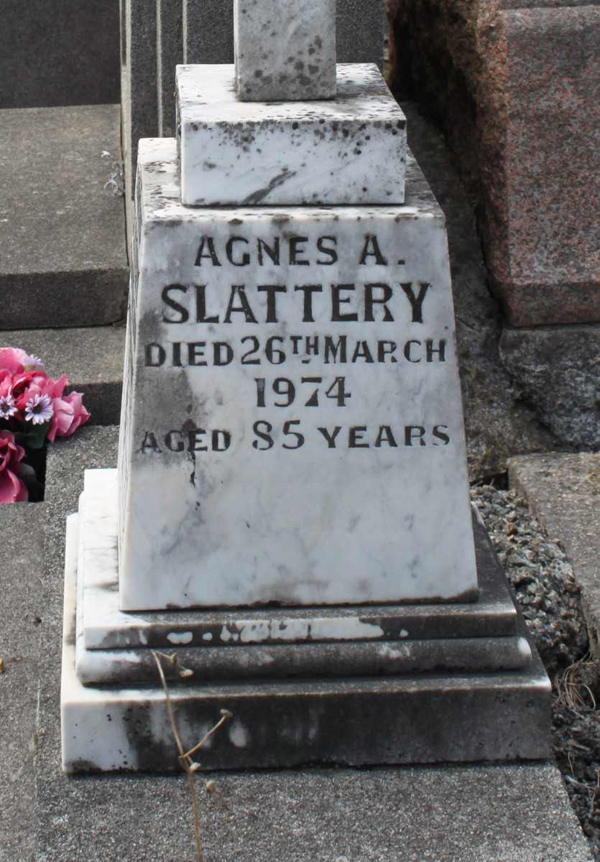 AGNES A.
SLATTERY
DIED 26TH MARCH
1974
AGED 85 YEARS